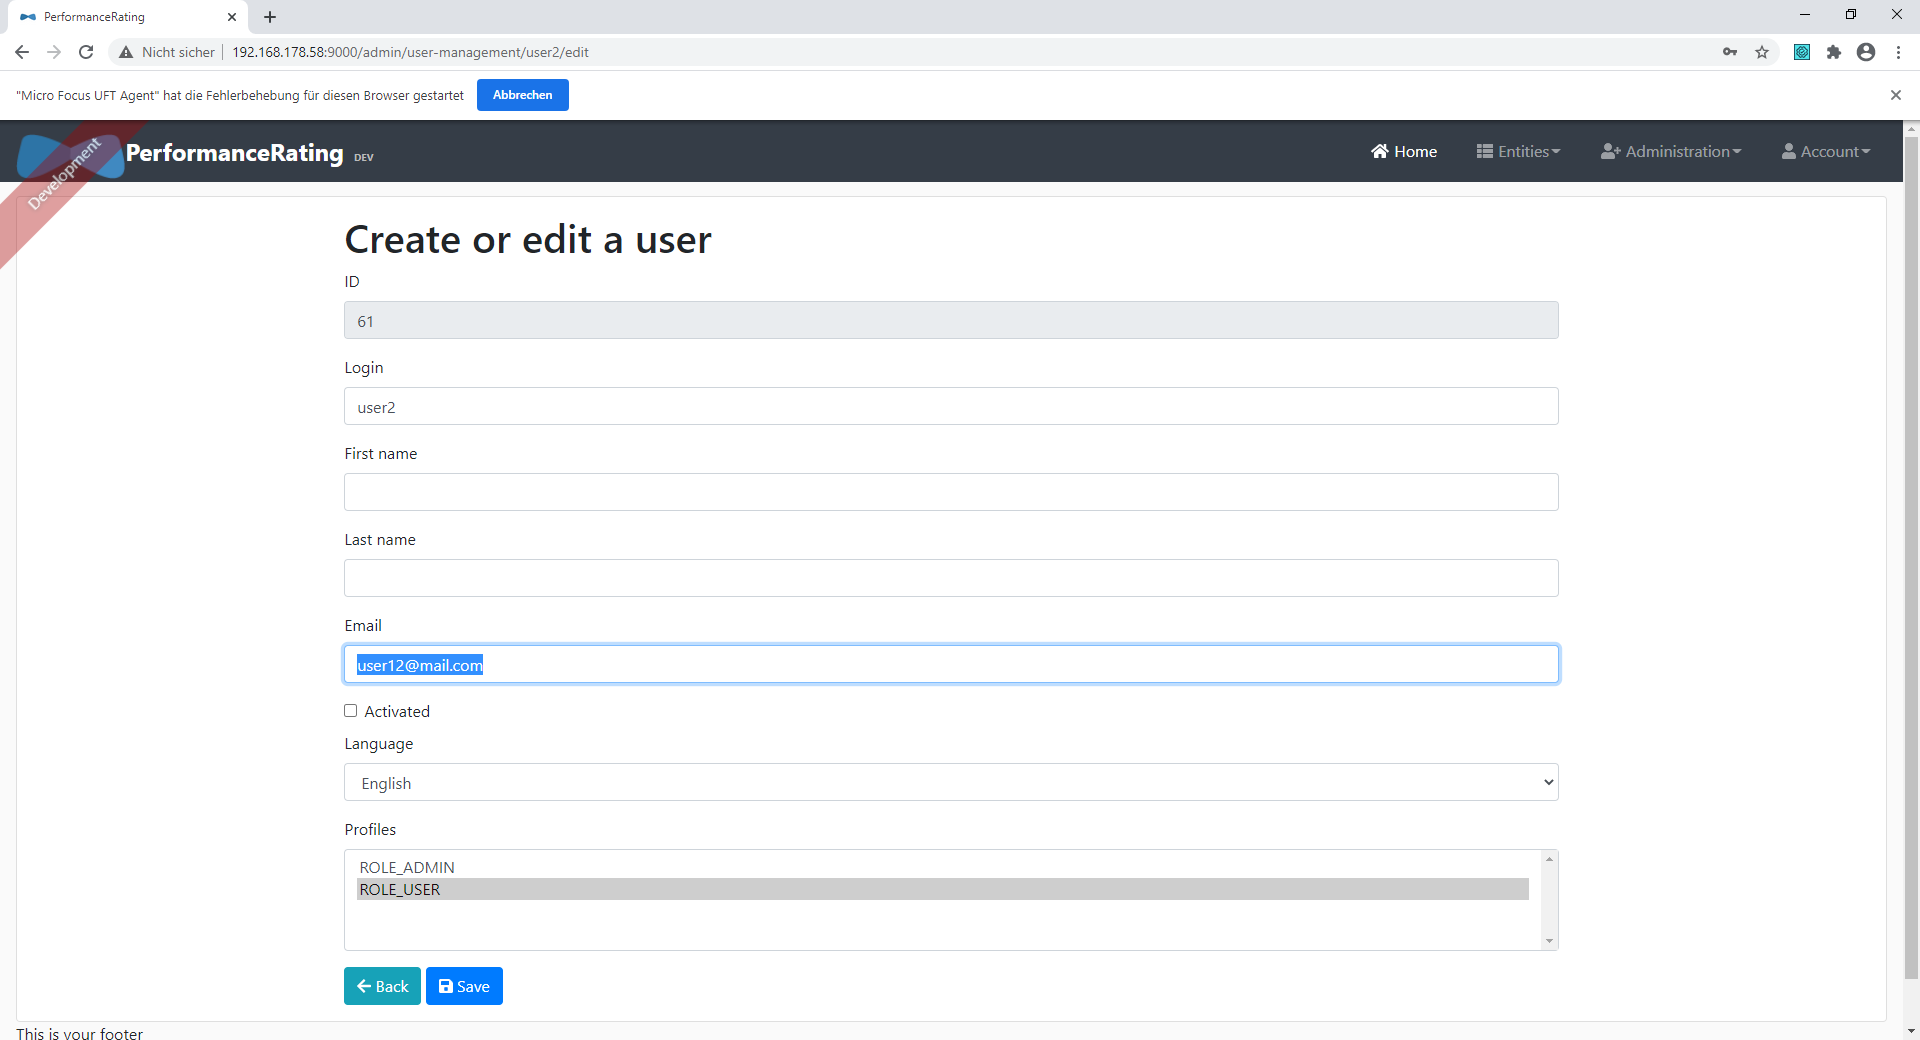 PerformanceRating
Nicht sicher | 192.168.178.58:9000/admin/user-management/user2/edit
"Micro Focus UFT Agent" hat die Fehlerbehebung für diesen Browser gestartet Abbrechen
Development
PerformanceRating DEV Home Entities Administration Account
Create or edit a user
ID
61
Login
user2
First name
Last name
Email
user12@mail.com
Activated
Language
English
Profiles
ROLE_ADMIN
ROLE_USER
Back Save
This is your footer